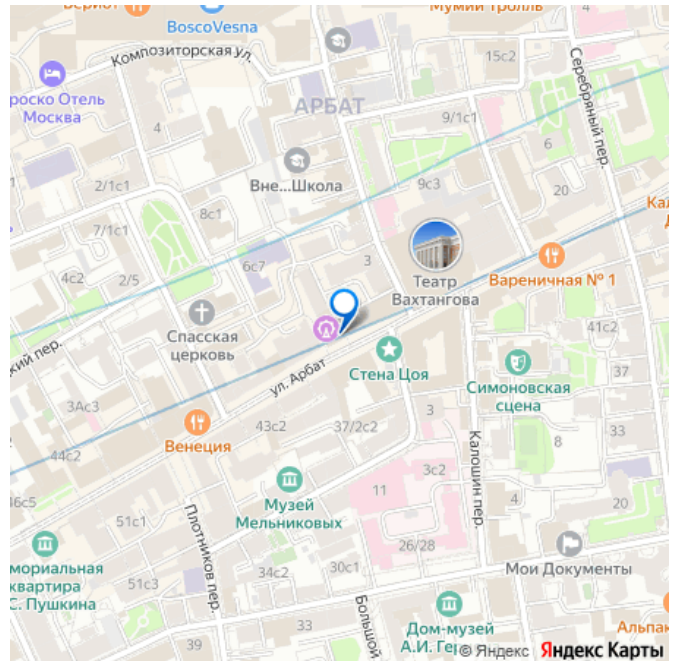 Мумий Тролль
BoscoVesna
Композиторская ул.
15с2
Серебряный пер.
роско Отель
Москва
АРБАТ
4
9/1с1
6
Вне...Школа
2/1с1
9с3
20
8с1
7/1с1
3
6с7
4с2
2/5
Театр
Вахтангова
Вареничная № 1
Спасская
церковь
41с2
кий пер.
ул. Арбат
Стена Цоя
37
Симоновская
сцена
3Ас3
3
Венеция
43с2
37/2с2
33
8
44с2
Калошин пер.
3с2
11
46с5
Музей
Мельниковых
4
20
51с1
Плотников пер.
26/28
мориальная
квартира
С. Пушкина
Мои Документы
34с2
30с1
51с3
Большой
33
39
Дом-музей
А.И. Гер
Альпак
© Яндекс
Яндекс Карты